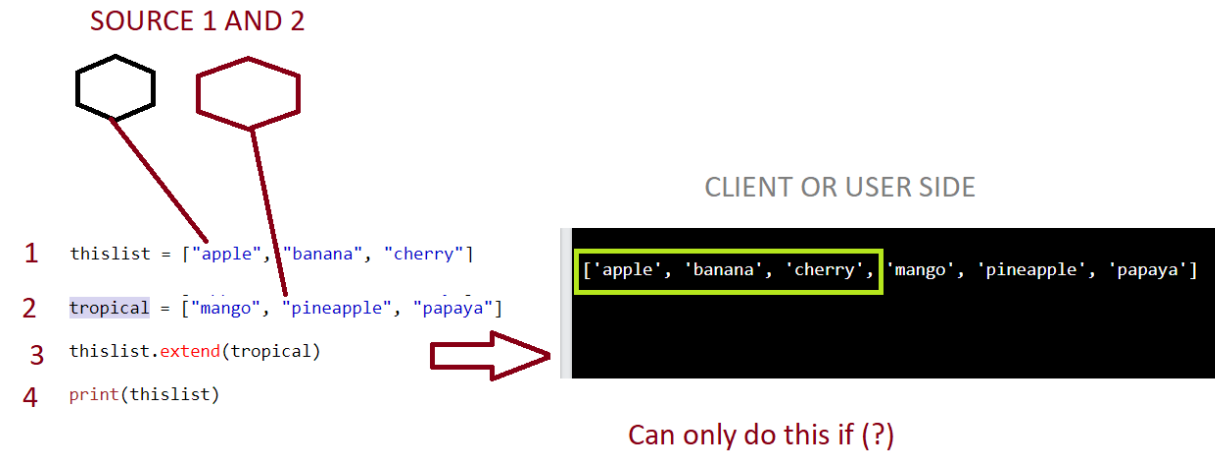 SOURCE 1 AND 2
CLIENT OR USER SIDE
1 thislist = ["apple", "banana", "cherry"]
2 tropical = ["mango", "pineapple", "papaya"]
3 thislist.extend(tropical)
4 print(thislist)
['apple', 'banana', 'cherry', 'mango', 'pineapple', 'papaya']
Can only do this if (?)